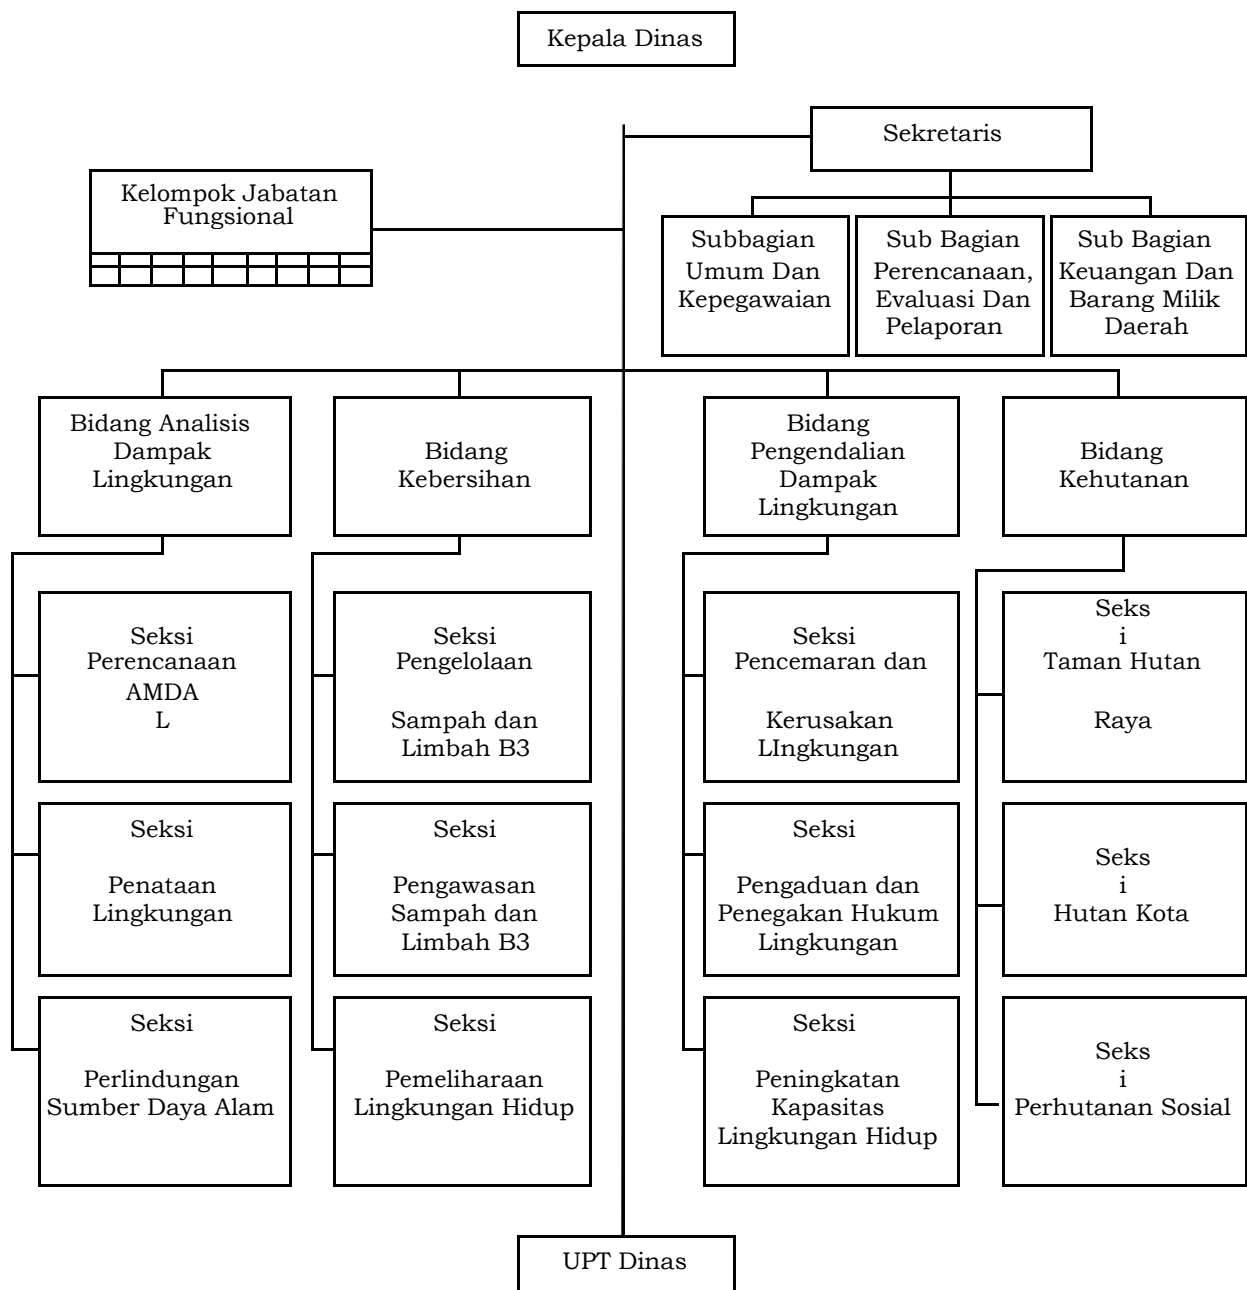 Kepala Dinas
Sekretaris
Kelompok Jabatan
Fungsional
Subbagian
Umum Dan
Kepegawaian
Sub Bagian
Perencanaan,
Evaluasi Dan
Pelaporan
Sub Bagian
Keuangan Dan
Barang Milik
Daerah
Bidang Analisis
Dampak
Lingkungan
Bidang
Kebersihan
Bidang
Pengendalian
Dampak
Lingkungan
Bidang
Kehutanan
Seksi
Perencanaan
AMDA
L
Seksi
Pengelolaan
Sampah dan
Limbah B3
Seksi
Pencemaran dan
Kerusakan
LIngkungan
Seks
i
Taman Hutan
Raya
Seksi
Penataan
Lingkungan
Seksi
Pengawasan
Sampah dan
Limbah B3
Seksi
Pengaduan dan
Penegakan Hukum
Lingkungan
Seks
i
Hutan Kota
Seksi
Perlindungan
Sumber Daya Alam
Seksi
Pemeliharaan
Lingkungan Hidup
Seksi
Peningkatan
Kapasitas
Lingkungan Hidup
Seks
i
Perhutanan Sosial
UPT Dinas